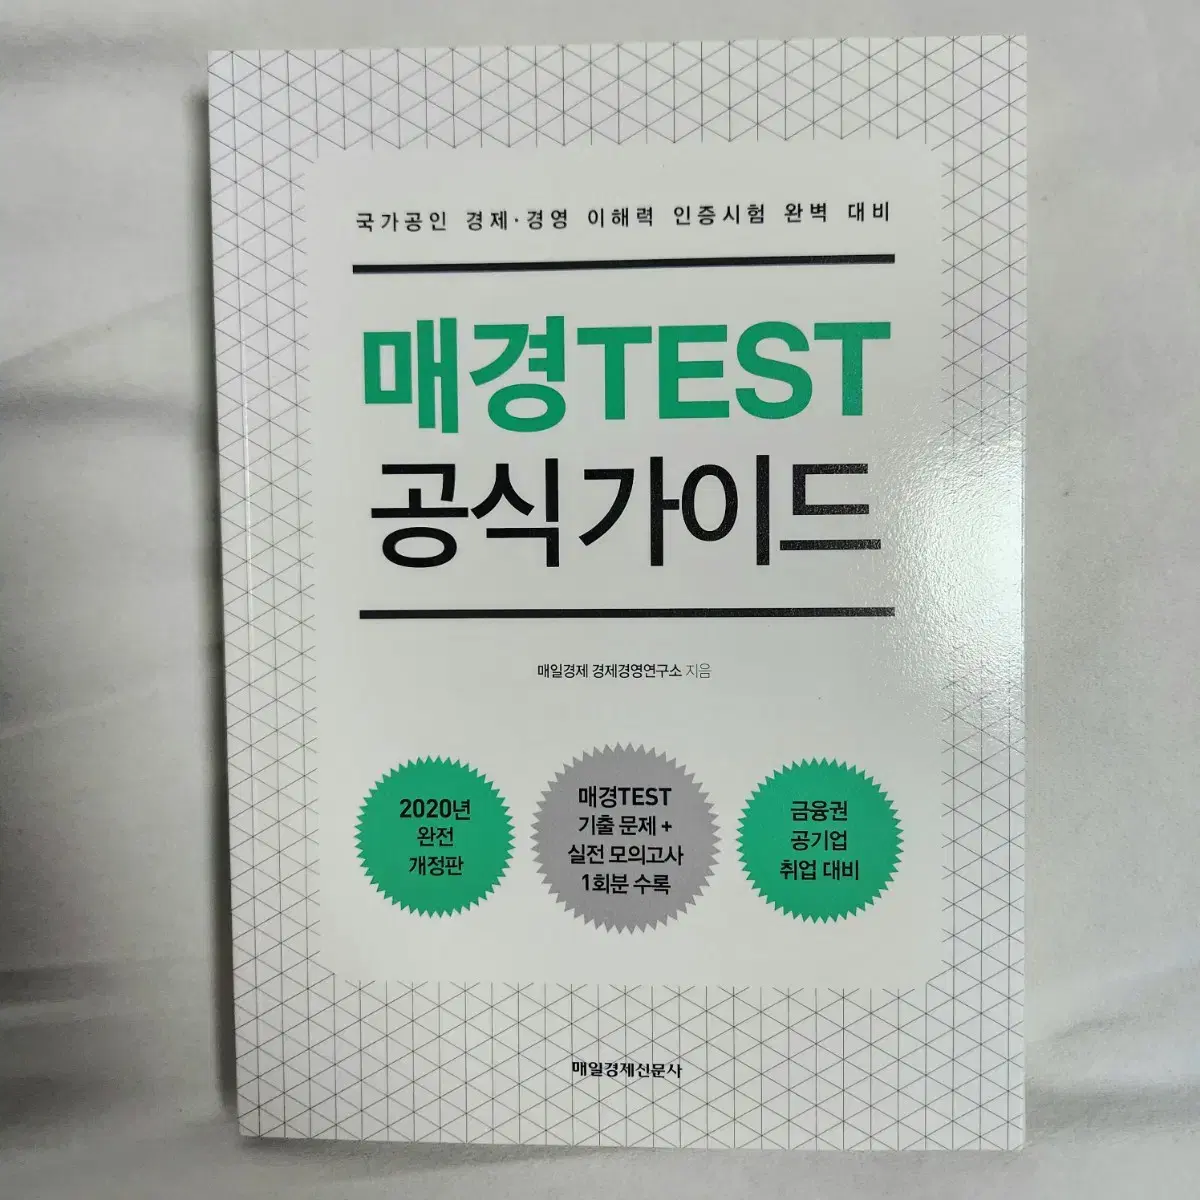 국가공인 경제·경영 이해력 인증시험 완벽 대비
매경TEST
공식 가이드
매일경제 경제경영연구소 지음
2020년
완전
개정판
매경TEST
기출 문제 +
실전 모의고사
1회분 수록
금융권
공기업
취업 대비
매일경제신문사